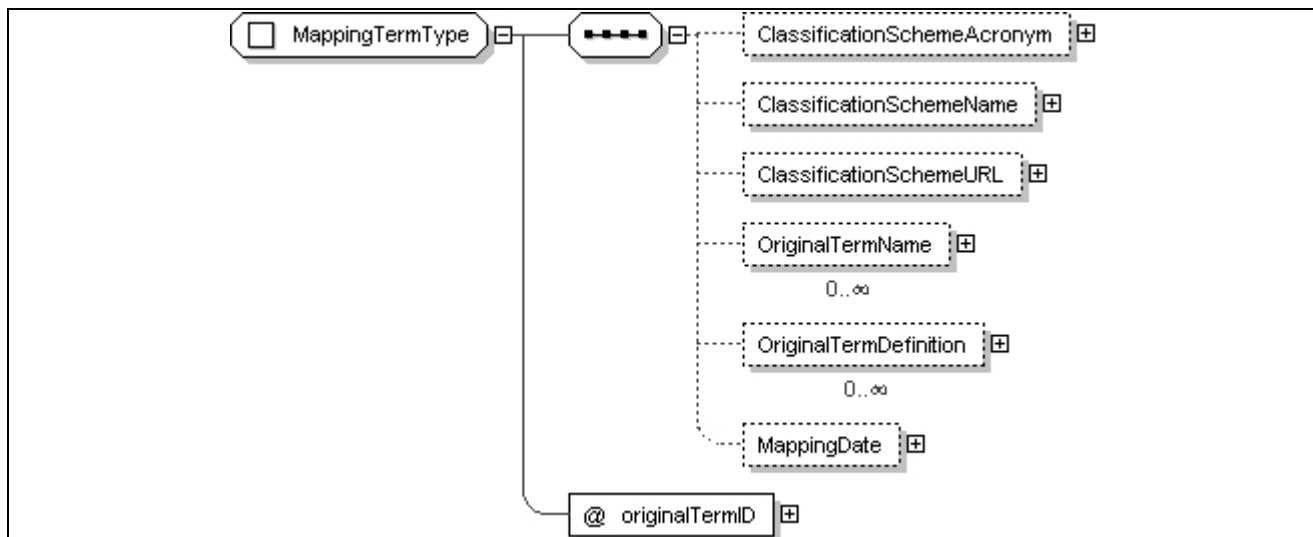 MappingTermType
ClassificationSchemeAcronym
ClassificationSchemeName
ClassificationSchemeURL
OriginalTermName
0..∞
OriginalTermDefinition
0..∞
MappingDate
@ originalTermID